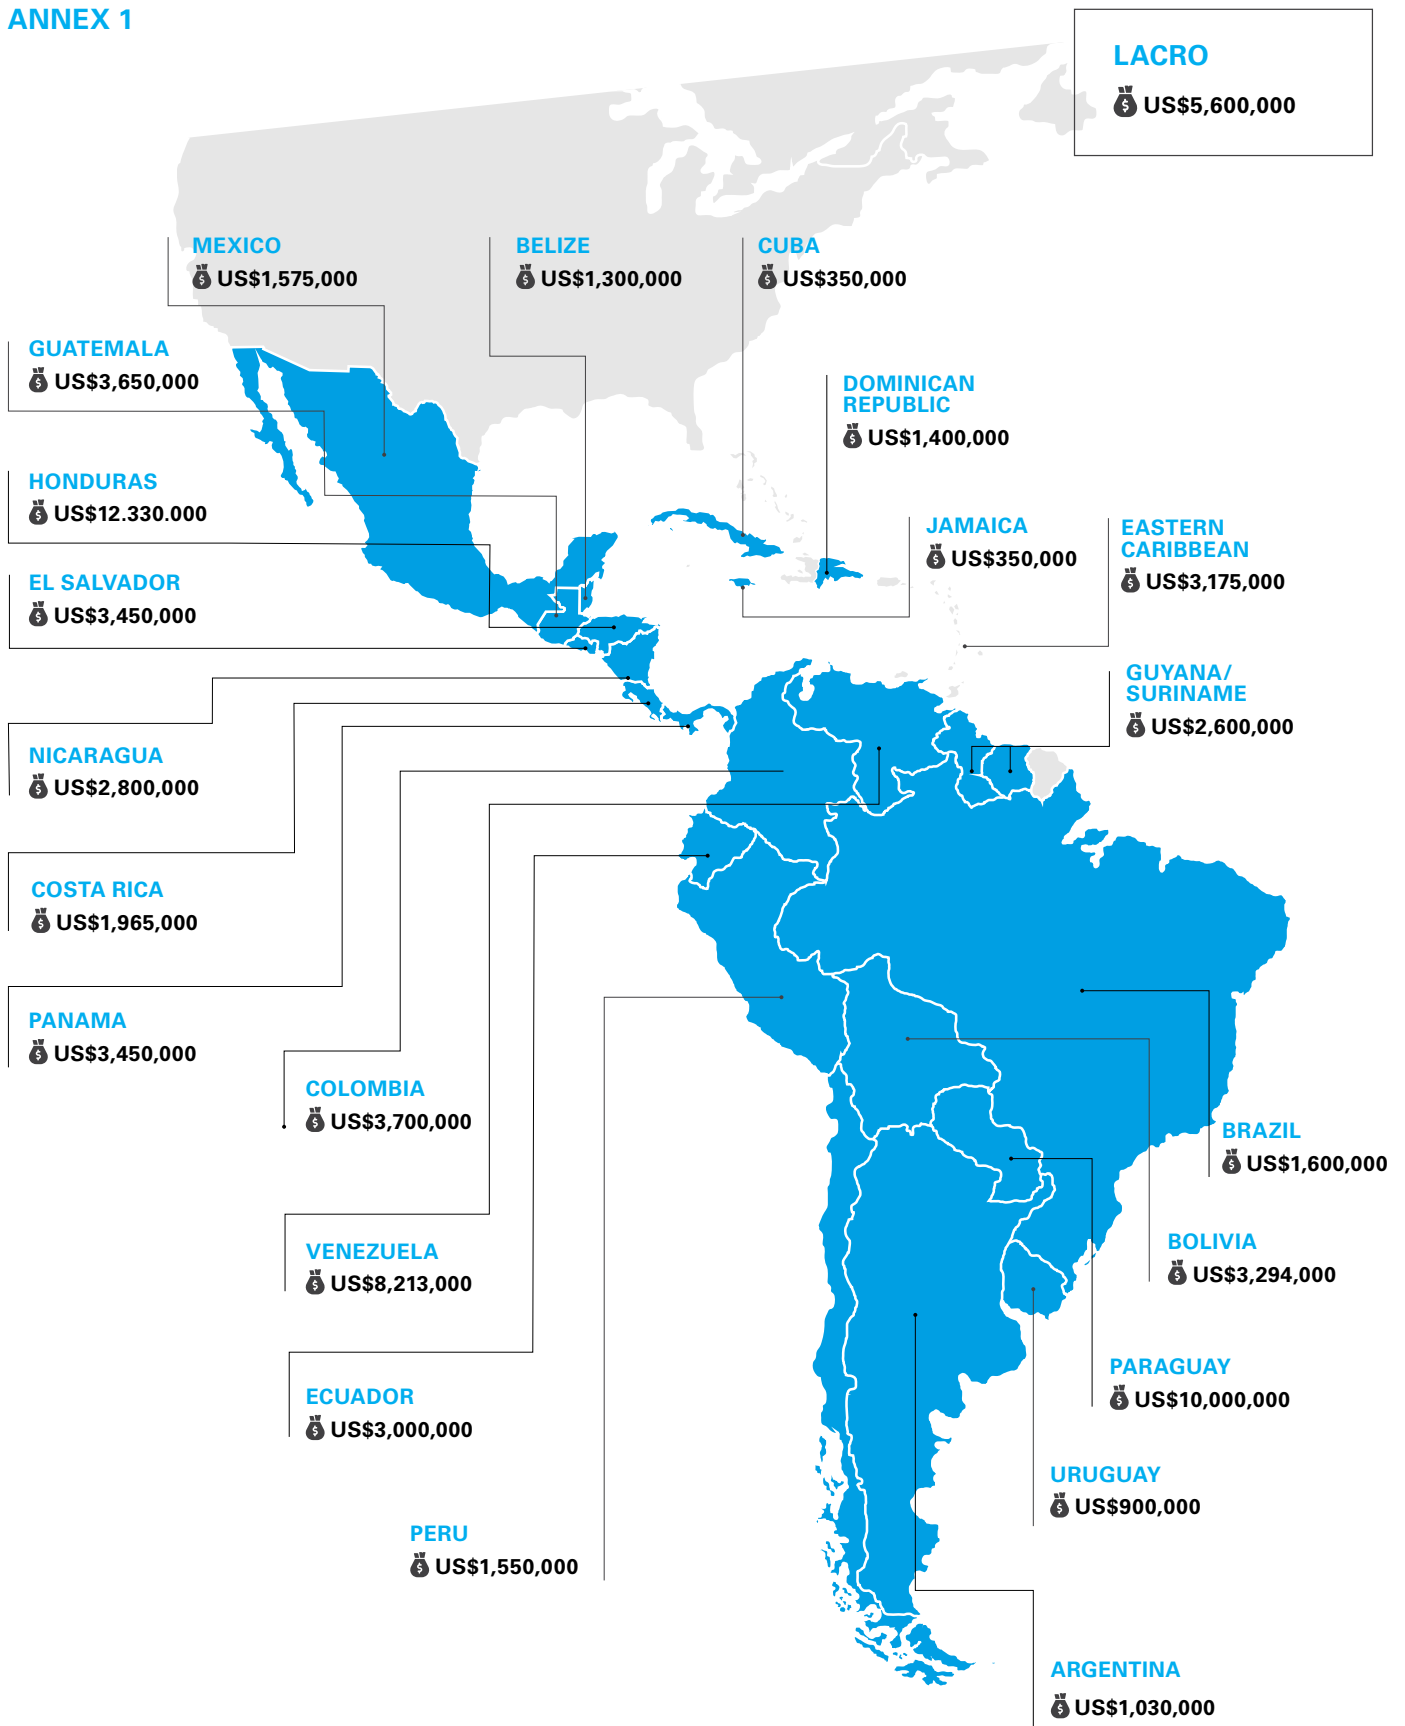 ANNEX 1
LACRO
US$5,600,000
MEXICO
US$1,575,000
BELIZE
US$1,300,000
CUBA
US$350,000
GUATEMALA
US$3,650,000
DOMINICAN
REPUBLIC
US$1,400,000
HONDURAS
US$12.330.000
JAMAICA
US$350,000
EASTERN
CARIBBEAN
US$3,175,000
EL SALVADOR
US$3,450,000
GUYANA/
SURINAME
US$2,600,000
NICARAGUA
US$2,800,000
COSTA RICA
US$1,965,000
PANAMA
US$3,450,000
COLOMBIA
US$3,700,000
BRAZIL
US$1,600,000
VENEZUELA
US$8,213,000
BOLIVIA
US$3,294,000
ECUADOR
US$3,000,000
PARAGUAY
US$10,000,000
URUGUAY
US$900,000
PERU
US$1,550,000
ARGENTINA
US$1,030,000